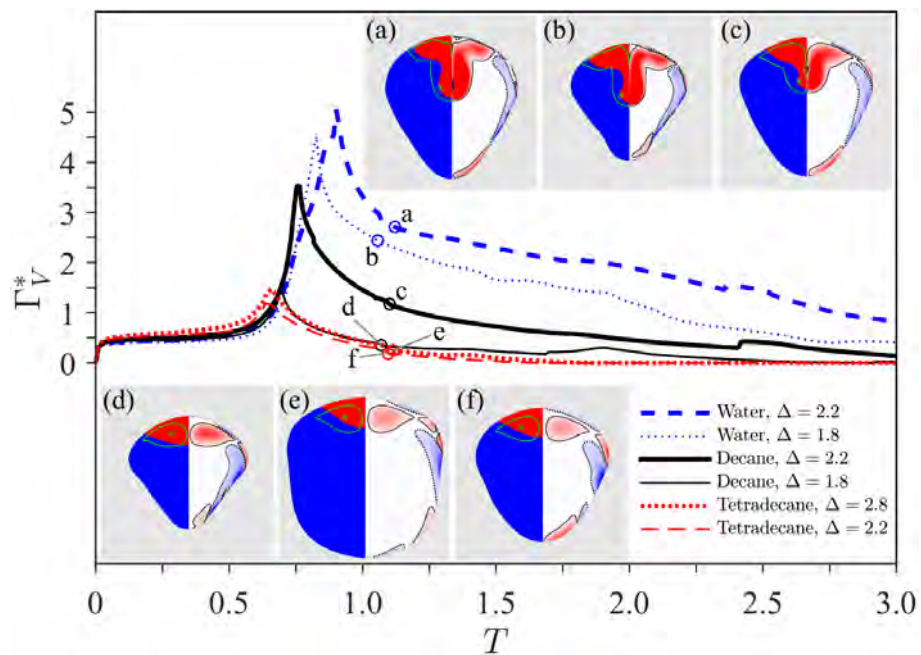 (a)
(b)
(c)
5
4
3
2
1
0
Γ*V
a
b
c
d
e
f
(d)
(e)
(f)
Water, Δ = 2.2
Water, Δ = 1.8
Decane, Δ = 2.2
Decane, Δ = 1.8
Tetradecane, Δ = 2.8
Tetradecane, Δ = 2.2
0 0.5 1.0 1.5 2.0 2.5 3.0
T